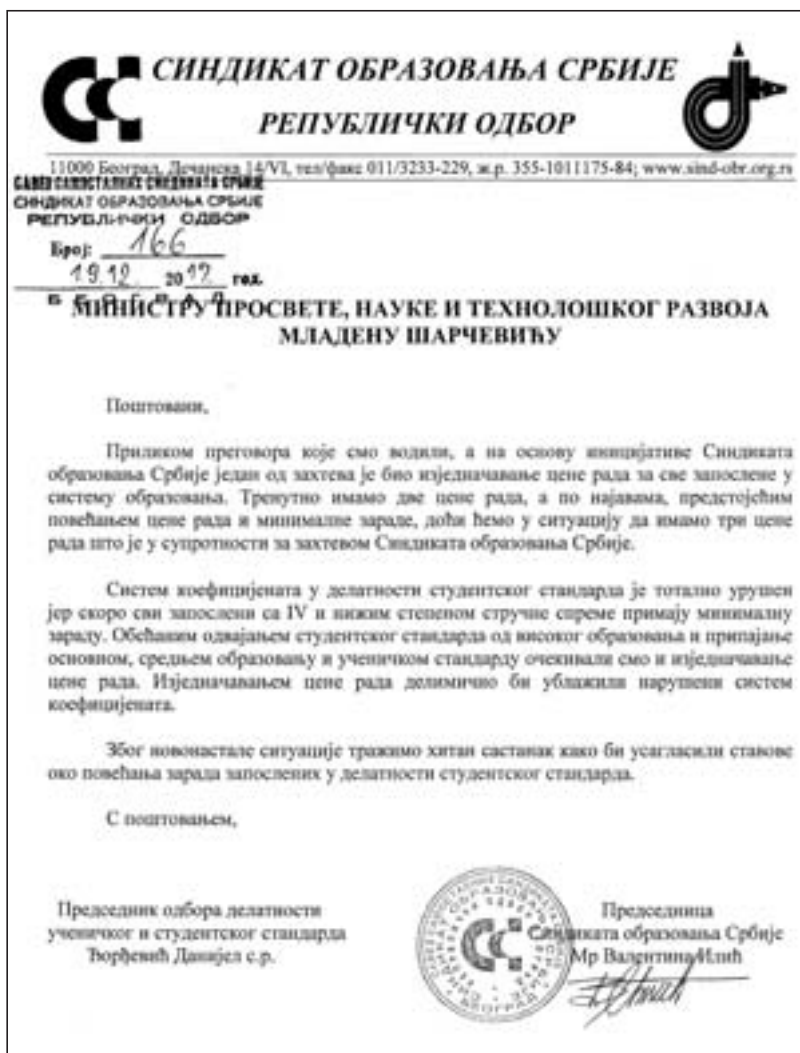 СИНДИКАТ ОБРАЗОВАЊА СРБИЈЕ
РЕПУБЛИЧКИ ОДБОР
11000 Београд, Дечанска 14/VI, тел/факс 011/3233-229, ж.р. 355-1011175-84; www.sind-obr.org.rs
САВЕЗ САМОСТАЛНИХ СИНДИКАТА СРБИЈЕ
СИНДИКАТ ОБРАЗОВАЊА СРБИЈЕ
РЕПУБЛИЧКИ ОДБОР
Број: 166
19.12. 2017 год.
БЕОГРАД
МИНИСТРУ ПРОСВЕТЕ, НАУКЕ И ТЕХНОЛОШКОГ РАЗВОЈА
МЛАДЕНУ ШАРЧЕВИЋУ
Поштовани,
Приликом преговора које смо водили, а на основу иницијативе Синдиката
образовања Србије један од захтева је био изједначавање цене рада за све запослене у
систему образовања. Тренутно имамо две цене рада, а по најавама, предстојећим
повећањем цене рада и минималне зараде, доћи ћемо у ситуацију да имамо три цене
рада што је у супротности за захтевом Синдиката образовања Србије.
Систем коефицијената у делатности студентског стандарда је тотално урушен
јер скоро сви запослени са IV и нижим степеном стручне спреме примају минималну
зараду. Обећаним одвајањем студентског стандарда од високог образовања и припајање
основном, средњем образовању и ученичком стандарду очекивали смо и изједначавање
цене рада. Изједначавањем цене рада делимично би ублажили нарушени систем
коефицијената.
Због новонастале ситуације тражимо хитан састанак како би усагласили ставове
око повећања зарада запослених у делатности студентског стандарда.
С поштовањем,
Председник одбора делатности
ученичког и студентског стандарда
Ђорђевић Данијел с.р.
Председница
Синдиката образовања Србије
Мр Валентина Илић